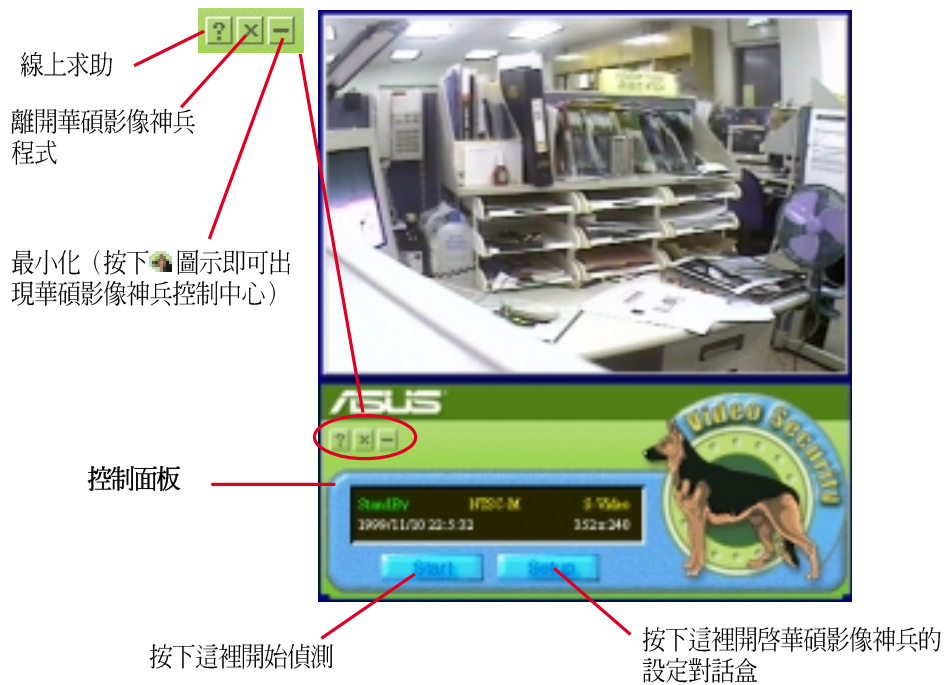 ? × −
線上求助
離開華碩影像神兵
程式
最小化（按下 圖示即可出
現華碩影像神兵控制中心）
ASUS
Video Security
? × −
控制面板
StandBy NTSC-M S-Video
1999/11/10 22:5:32 352x240
Start Setup
按下這裡開始偵測
按下這裡開啓華碩影像神兵的
設定對話盒